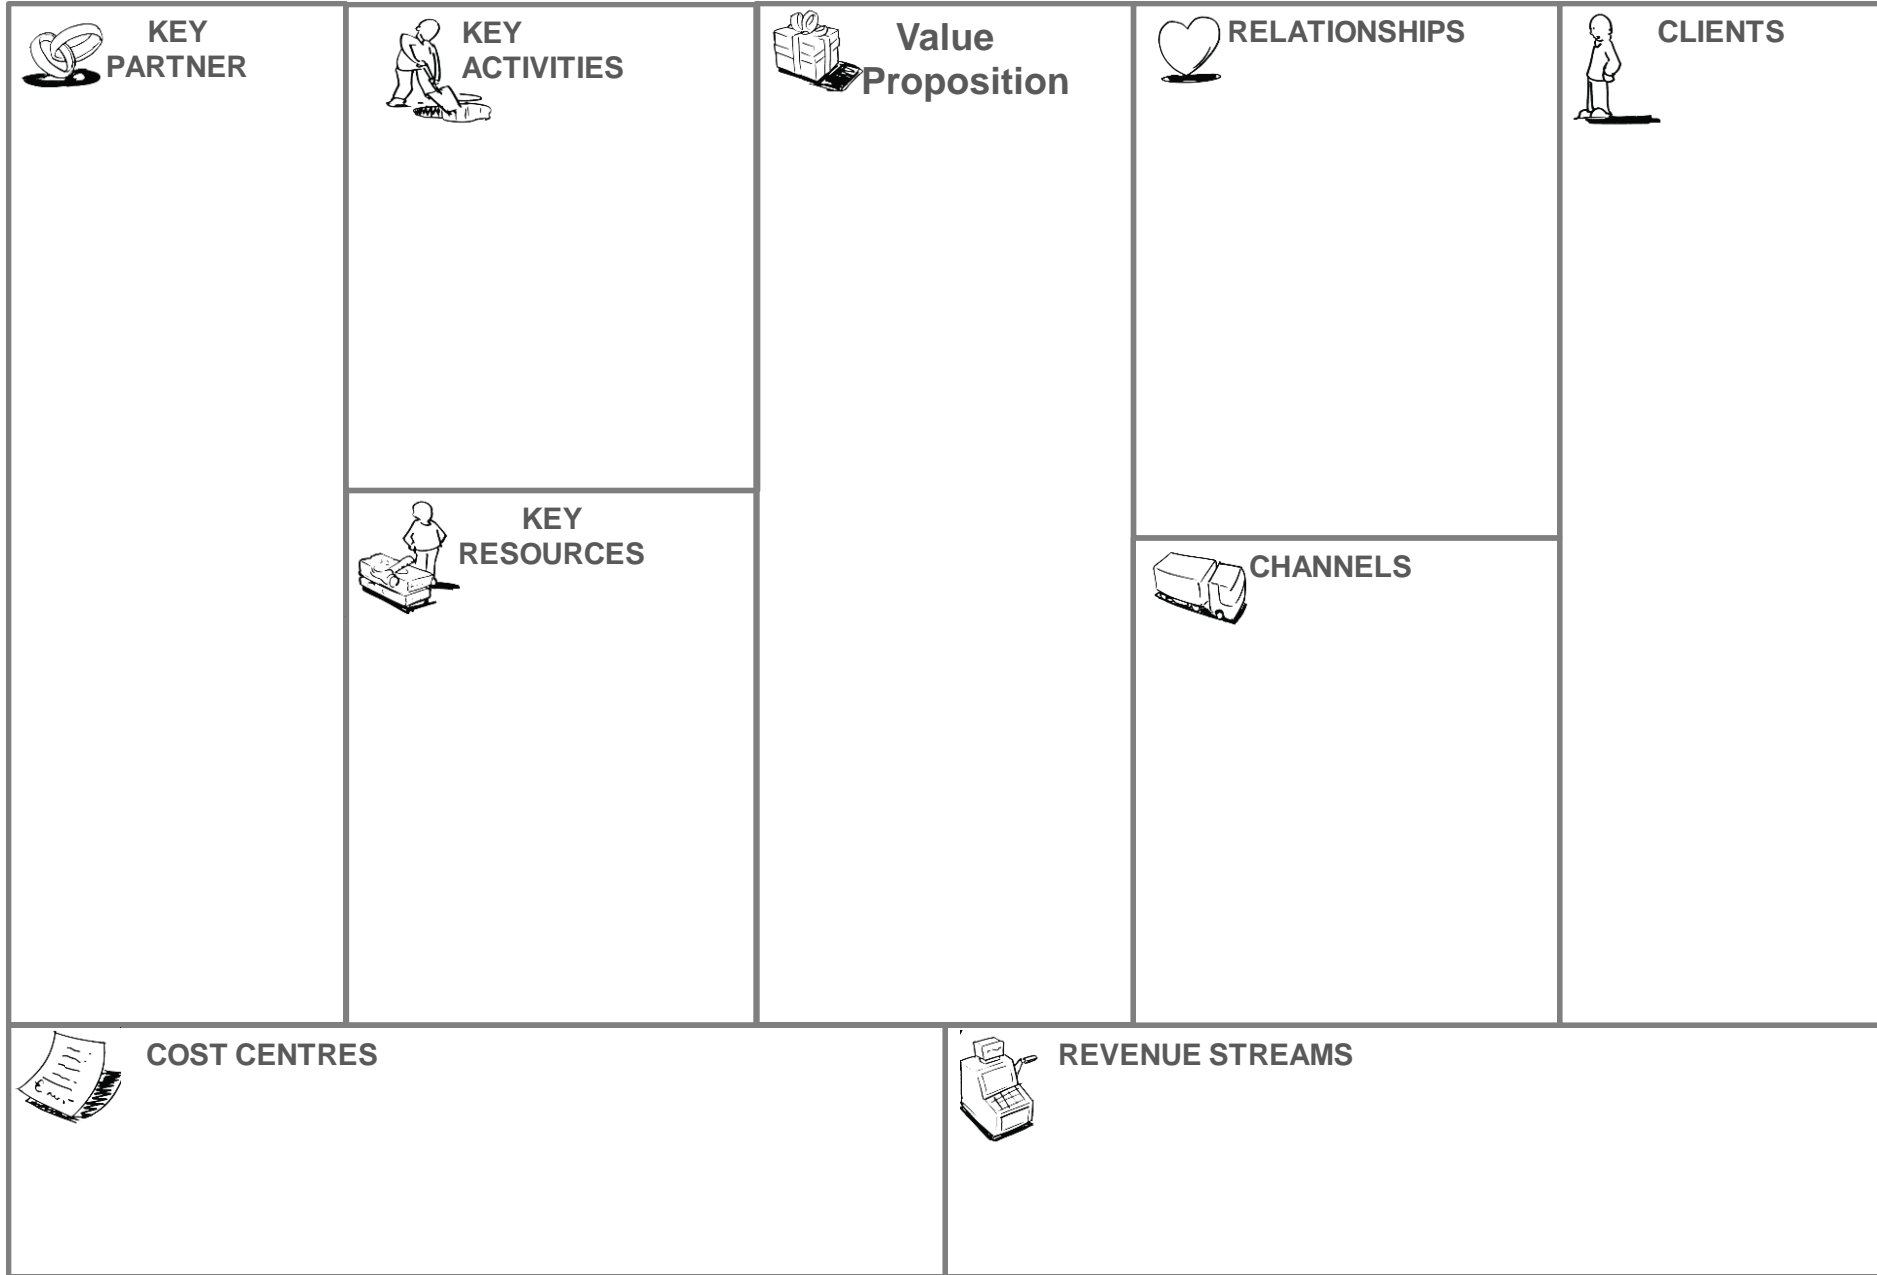 KEY
PARTNER
KEY
ACTIVITIES
KEY
RESOURCES
Value
Proposition
RELATIONSHIPS
CHANNELS
CLIENTS
COST CENTRES
REVENUE STREAMS